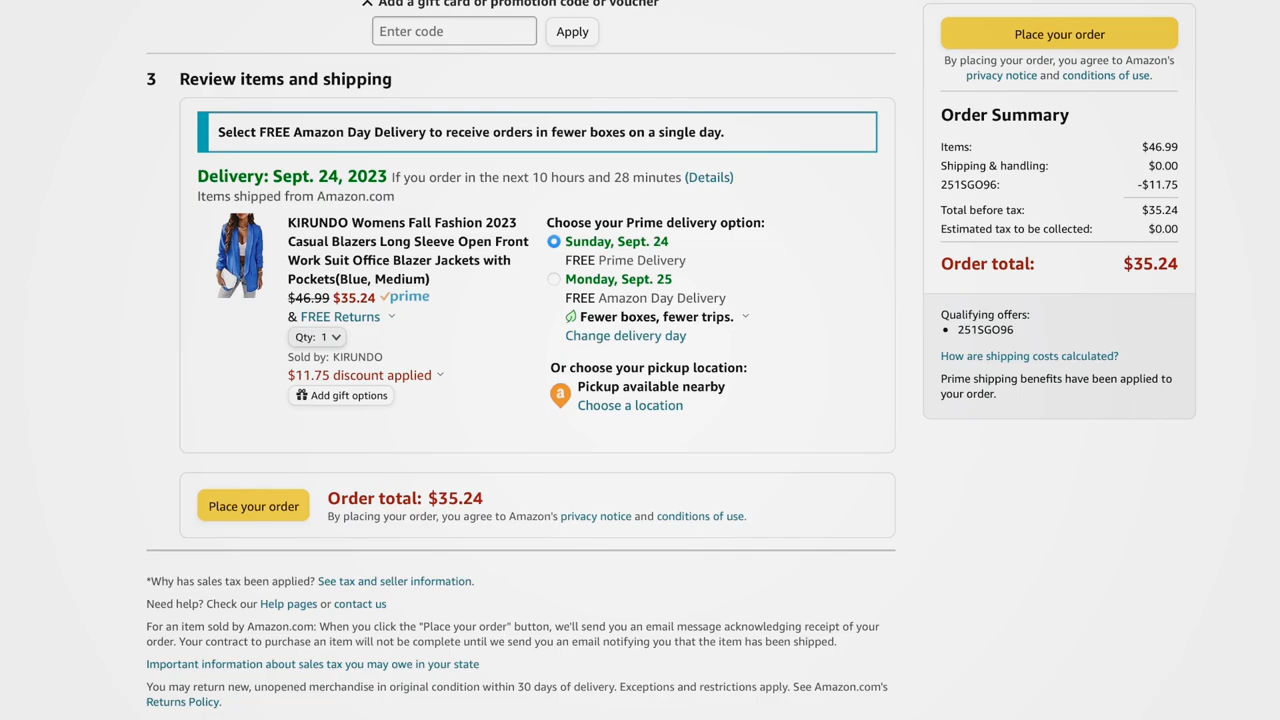 Add a gift card or promotion code or voucher
Enter code
Apply
3 Review items and shipping
Select FREE Amazon Day Delivery to receive orders in fewer boxes on a single day.
Delivery: Sept. 24, 2023 If you order in the next 10 hours and 28 minutes (Details)
Items shipped from Amazon.com
KIRUNDO Womens Fall Fashion 2023
Casual Blazers Long Sleeve Open Front
Work Suit Office Blazer Jackets with
Pockets(Blue, Medium)
$46.99 $35.24 prime
& FREE Returns
Qty: 1
Sold by: KIRUNDO
$11.75 discount applied
Add gift options
Choose your Prime delivery option:
Sunday, Sept. 24
FREE Prime Delivery
Monday, Sept. 25
FREE Amazon Day Delivery
Fewer boxes, fewer trips.
Change delivery day
Or choose your pickup location:
a
Pickup available nearby
Choose a location
Place your order
Order total: $35.24
By placing your order, you agree to Amazon's privacy notice and conditions of use.
*Why has sales tax been applied? See tax and seller information.
Need help? Check our Help pages or contact us
For an item sold by Amazon.com: When you click the "Place your order" button, we'll send you an email message acknowledging receipt of your
order. Your contract to purchase an item will not be complete until we send you an email notifying you that the item has been shipped.
Important information about sales tax you may owe in your state
You may return new, unopened merchandise in original condition within 30 days of delivery. Exceptions and restrictions apply. See Amazon.com's
Returns Policy.
Place your order
By placing your order, you agree to Amazon's
privacy notice and conditions of use.
Order Summary
Items: $46.99
Shipping & handling: $0.00
251SGO96: -$11.75
Total before tax: $35.24
Estimated tax to be collected: $0.00
Order total: $35.24
Qualifying offers:
• 251SGO96
How are shipping costs calculated?
Prime shipping benefits have been applied to
your order.